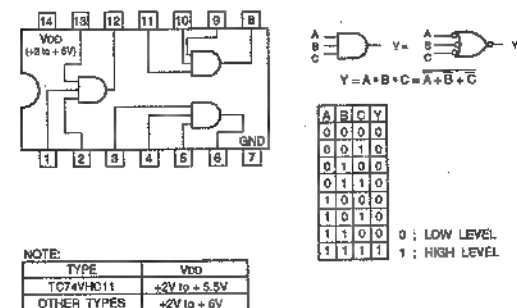 14 13 12 11 10 9 8
VDD
(+2 to + 6V)
GND
1 2 3 4 5 6 7
A
B
C
Y=
A
B
C
Y
Y = A • B • C = A + B + C
A B C Y
0 0 0 0
0 0 1 0
0 1 0 0
0 1 1 0
1 0 0 0
1 0 1 0
1 1 0 0
1 1 1 1
0 ; LOW LEVEL
1 ; HIGH LEVEL
NOTE:
TYPE VDD
TC74VHC11 +2V to + 5.5V
OTHER TYPES +2V to + 6V